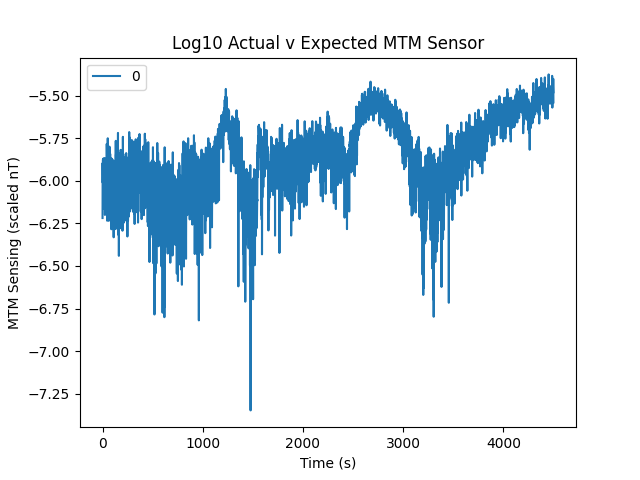 Log10 Actual v Expected MTM Sensor
0
−5.50
−5.75
−6.00
−6.25
−6.50
−6.75
−7.00
−7.25
MTM Sensing (scaled nT)
0 1000 2000 3000 4000
Time (s)